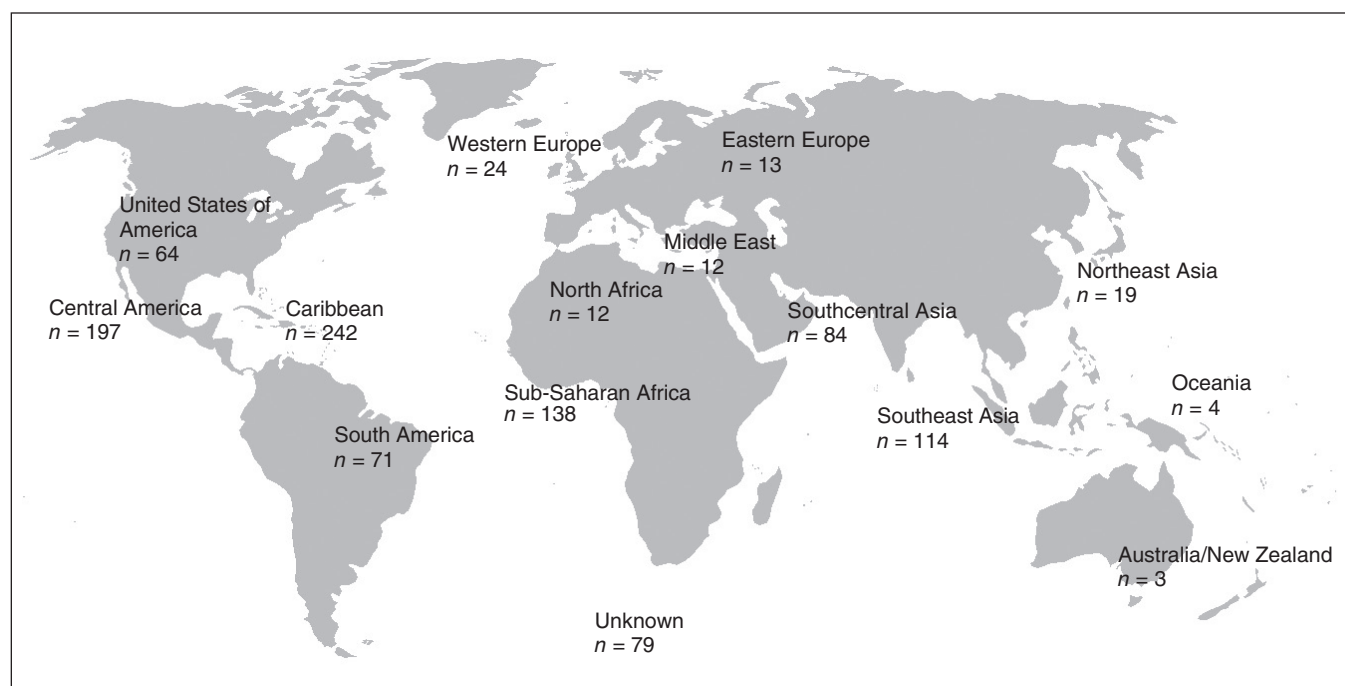 Western Europe
n = 24
Eastern Europe
n = 13
United States of
America
n = 64
Middle East
n = 12
Northeast Asia
n = 19
Central America
n = 197
Caribbean
n = 242
North Africa
n = 12
Southcentral Asia
n = 84
Sub-Saharan Africa
n = 138
Oceania
n = 4
Southeast Asia
n = 114
South America
n = 71
Australia/New Zealand
n = 3
Unknown
n = 79